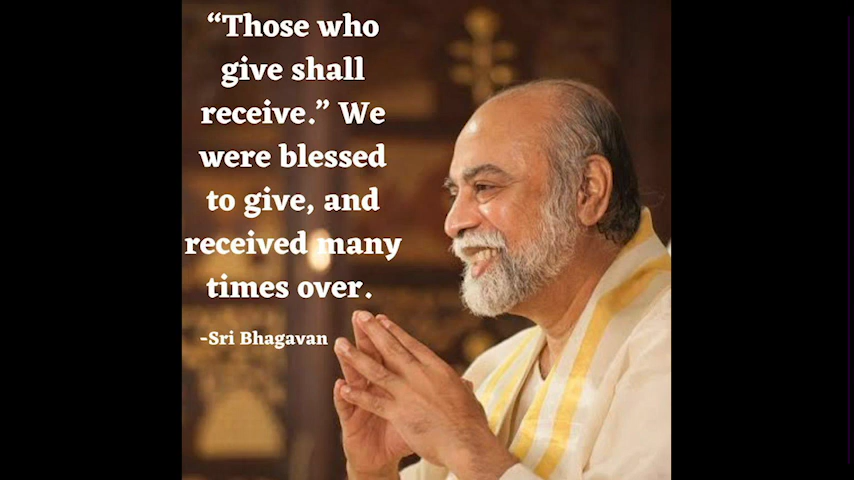 “Those who
give shall
receive.” We
were blessed
to give, and
received many
times over.
-Sri Bhagavan